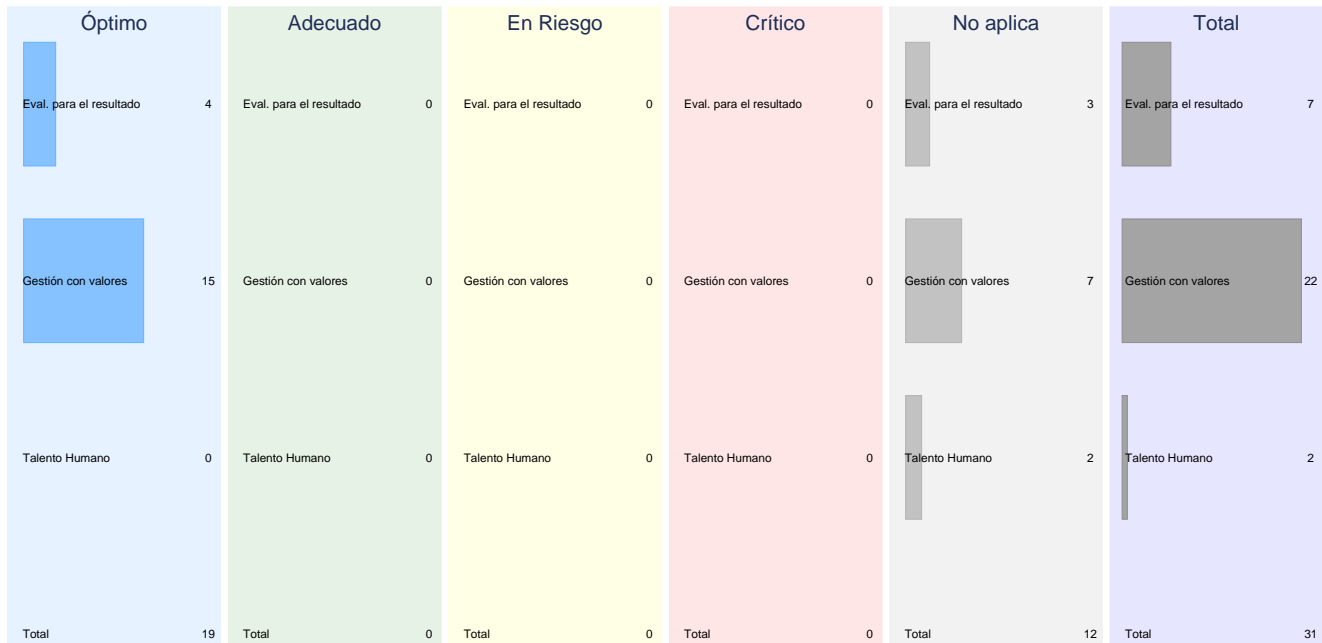 Óptimo Adecuado En Riesgo Crítico No aplica Total
Eval. para el resultado 4 Eval. para el resultado 0 Eval. para el resultado 0 Eval. para el resultado 0 Eval. para el resultado 3 Eval. para el resultado 7
Gestión con valores 15 Gestión con valores 0 Gestión con valores 0 Gestión con valores 0 Gestión con valores 7 Gestión con valores 22
Talento Humano 0 Talento Humano 0 Talento Humano 0 Talento Humano 0 Talento Humano 2 Talento Humano 2
Total 19 Total 0 Total 0 Total 0 Total 12 Total 31